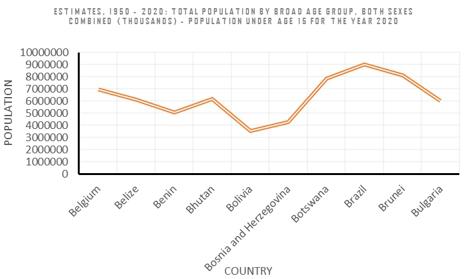 ESTIMATES, 1950 - 2020: TOTAL POPULATION BY BROAD AGE GROUP, BOTH SEXES
COMBINED (THOUSANDS) - POPULATION UNDER AGE 15 FOR THE YEAR 2020
POPULATION
10000000
9000000
8000000
7000000
6000000
5000000
4000000
3000000
2000000
1000000
0
Belgium
Belize
Benin
Bhutan
Bolivia
Bosnia and Herzegovina
Botswana
Brazil
Brunei
Bulgaria
COUNTRY